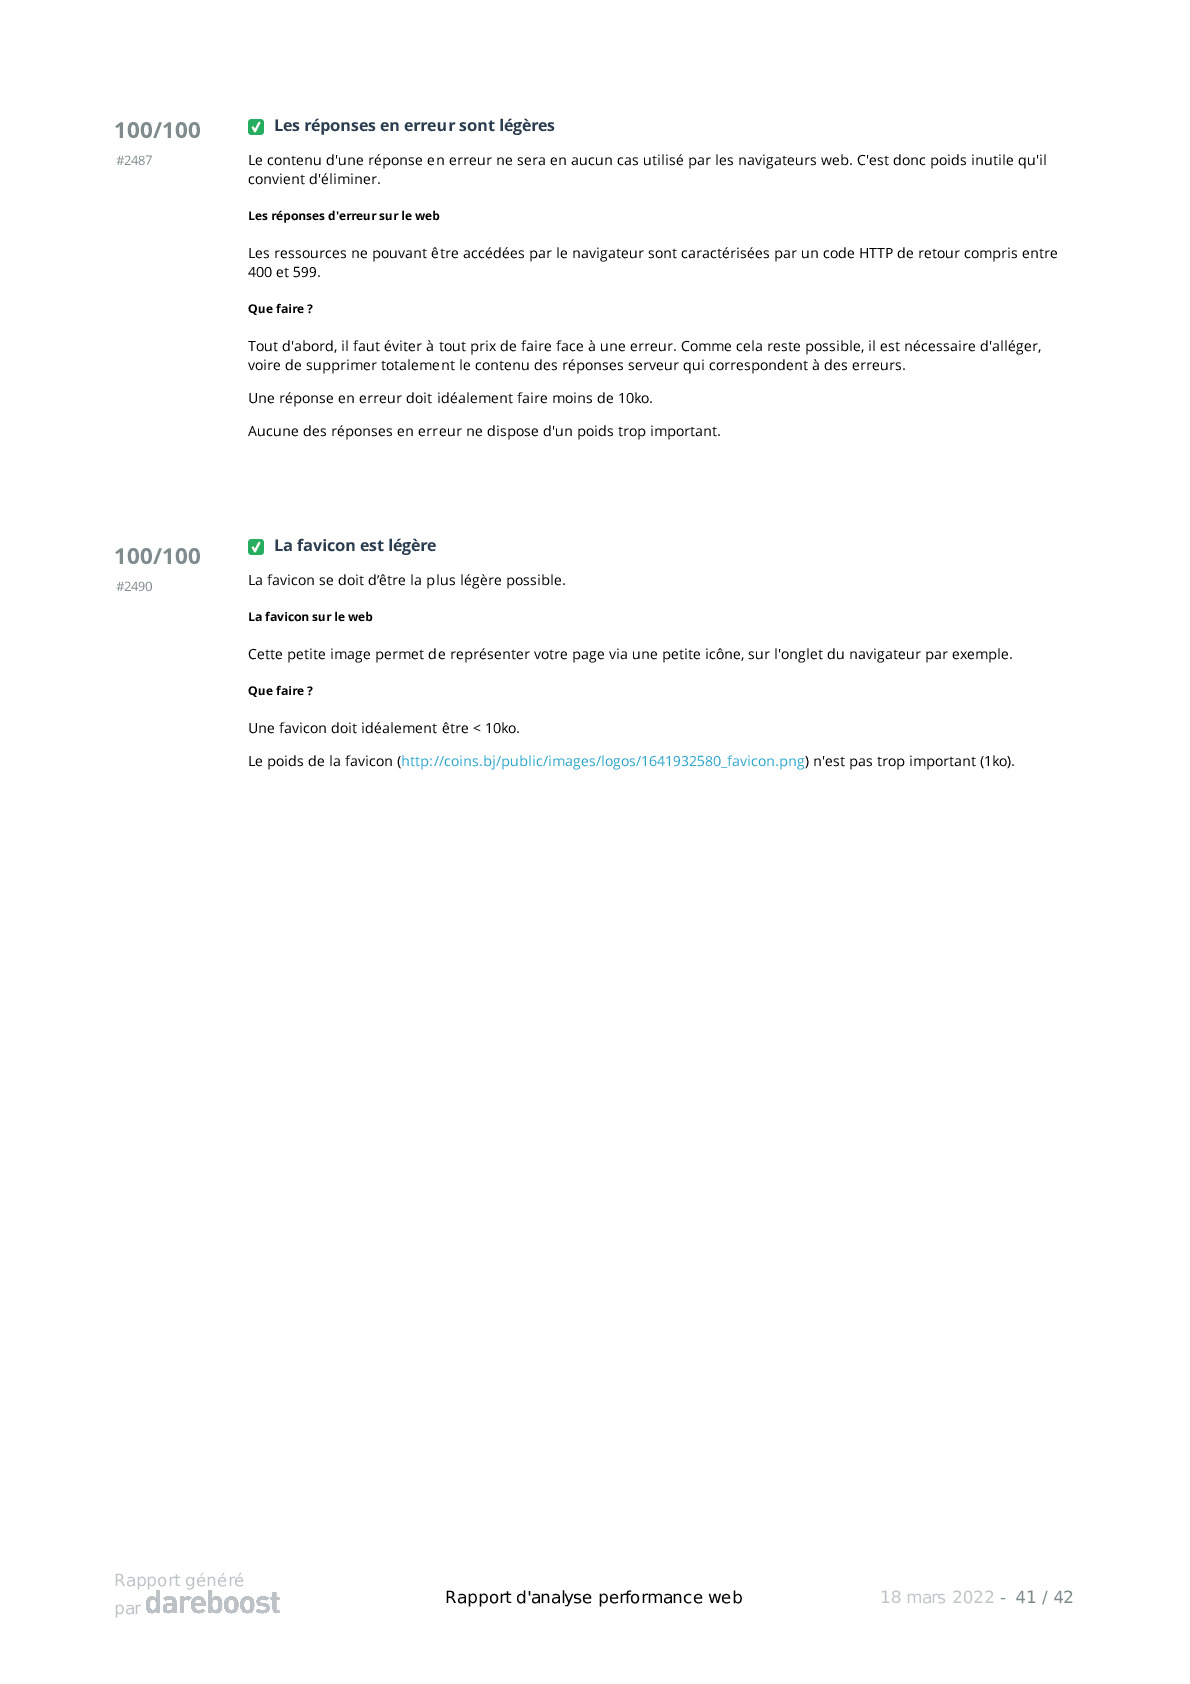 100/100
#2487
Les réponses en erreur sont légères
Le contenu d'une réponse en erreur ne sera en aucun cas utilisé par les navigateurs web. C'est donc poids inutile qu'il
convient d'éliminer.
Les réponses d'erreur sur le web
Les ressources ne pouvant être accédées par le navigateur sont caractérisées par un code HTTP de retour compris entre
400 et 599.
Que faire ?
Tout d'abord, il faut éviter à tout prix de faire face à une erreur. Comme cela reste possible, il est nécessaire d'alléger,
voire de supprimer totalement le contenu des réponses serveur qui correspondent à des erreurs.
Une réponse en erreur doit idéalement faire moins de 10ko.
Aucune des réponses en erreur ne dispose d'un poids trop important.
100/100
#2490
La favicon est légère
La favicon se doit d’être la plus légère possible.
La favicon sur le web
Cette petite image permet de représenter votre page via une petite icône, sur l'onglet du navigateur par exemple.
Que faire ?
Une favicon doit idéalement être < 10ko.
Le poids de la favicon (http://coins.bj/public/images/logos/1641932580_favicon.png) n'est pas trop important (1ko).
Rapport généré
par dareboost
Rapport d'analyse performance web
18 mars 2022 - 41 / 42